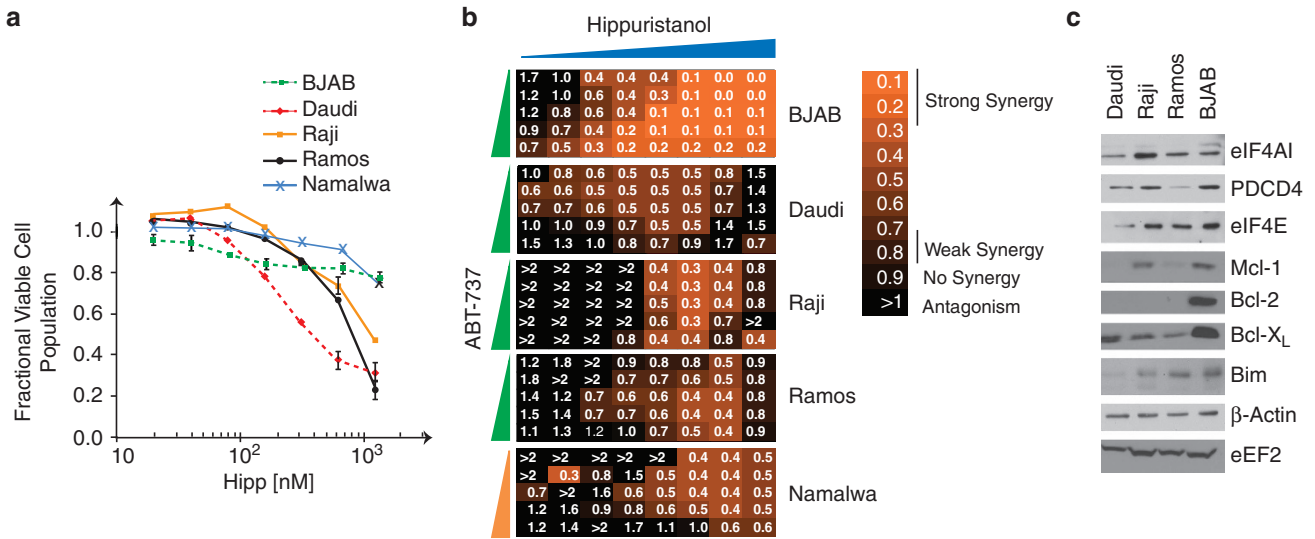 a
BJAB
Daudi
Raji
Ramos
Namalwa
Fractional Viable Cell
Population
1.0
0.8
0.6
0.4
0.2
0.0
10
10²
10³
Hipp [nM]
b
Hippuristanol
ABT-737
1.7 1.0 0.4 0.4 0.4 0.1 0.0 0.0
1.2 1.0 0.6 0.4 0.3 0.1 0.0 0.0
1.2 0.8 0.6 0.4 0.1 0.1 0.1 0.1
0.9 0.7 0.4 0.2 0.1 0.1 0.1 0.1
0.7 0.5 0.3 0.2 0.2 0.2 0.2 0.2
BJAB
1.0 0.8 0.6 0.5 0.5 0.5 0.8 1.5
0.6 0.6 0.5 0.5 0.5 0.5 0.7 1.4
0.7 0.7 0.6 0.5 0.5 0.5 0.7 1.3
1.0 1.0 0.9 0.7 0.5 0.5 1.4 1.5
1.5 1.3 1.0 0.8 0.7 0.9 1.7 0.7
Daudi
>2 >2 >2 >2 0.4 0.3 0.4 0.8
>2 >2 >2 >2 0.4 0.3 0.4 0.8
>2 >2 >2 >2 0.5 0.3 0.4 0.8
>2 >2 >2 >2 0.6 0.3 0.7 >2
>2 >2 >2 >2 0.8 0.4 0.4 0.8 0.4
Raji
1.2 1.8 >2 0.9 0.8 0.8 0.5 0.9
1.8 >2 >2 0.7 0.7 0.6 0.5 0.8
1.4 1.2 0.7 0.6 0.6 0.4 0.4 0.8
1.5 1.4 0.7 0.7 0.6 0.4 0.4 0.8
1.1 1.3 1.2 1.0 0.7 0.5 0.4 0.9
Ramos
>2 >2 >2 >2 >2 0.4 0.4 0.5
>2 0.3 0.8 1.5 0.5 0.4 0.4 0.5
0.7 >2 1.6 0.6 0.5 0.4 0.4 0.5
1.2 1.6 0.9 0.8 0.6 0.5 0.4 0.5
1.2 1.4 >2 1.7 1.1 1.0 0.6 0.6
Namalwa
0.1
0.2
0.3
0.4
0.5
0.6
0.7
0.8
0.9
>1
Strong Synergy
Weak Synergy
No Synergy
Antagonism
c
Daudi
Raji
Ramos
BJAB
eIF4AI
PDCD4
eIF4E
Mcl-1
Bcl-2
Bcl-X_L
Bim
β-Actin
eEF2